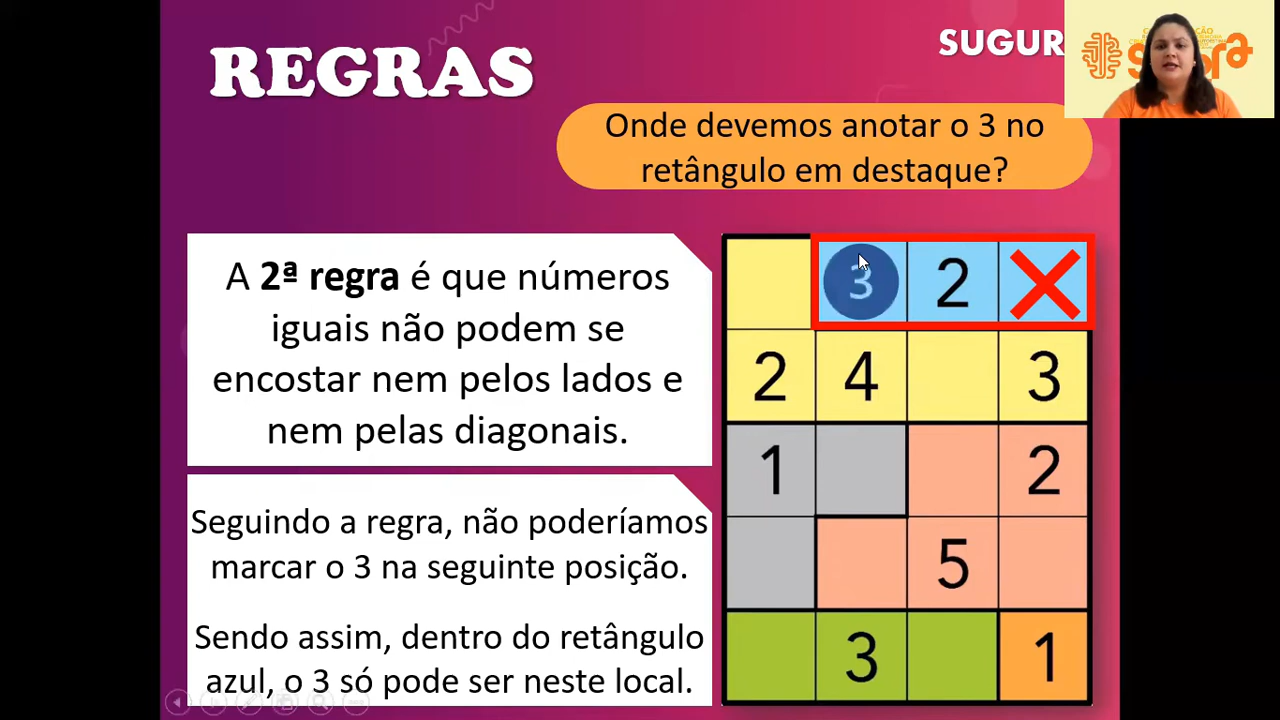 REGRAS
SUGUR
Onde devemos anotar o 3 no
retângulo em destaque?
A 2ª regra é que números
iguais não podem se
encostar nem pelos lados e
nem pelas diagonais.
Seguindo a regra, não poderíamos
marcar o 3 na seguinte posição.
Sendo assim, dentro do retângulo
azul, o 3 só pode ser neste local.
3 2
2 4 3
1 2
5
3 1